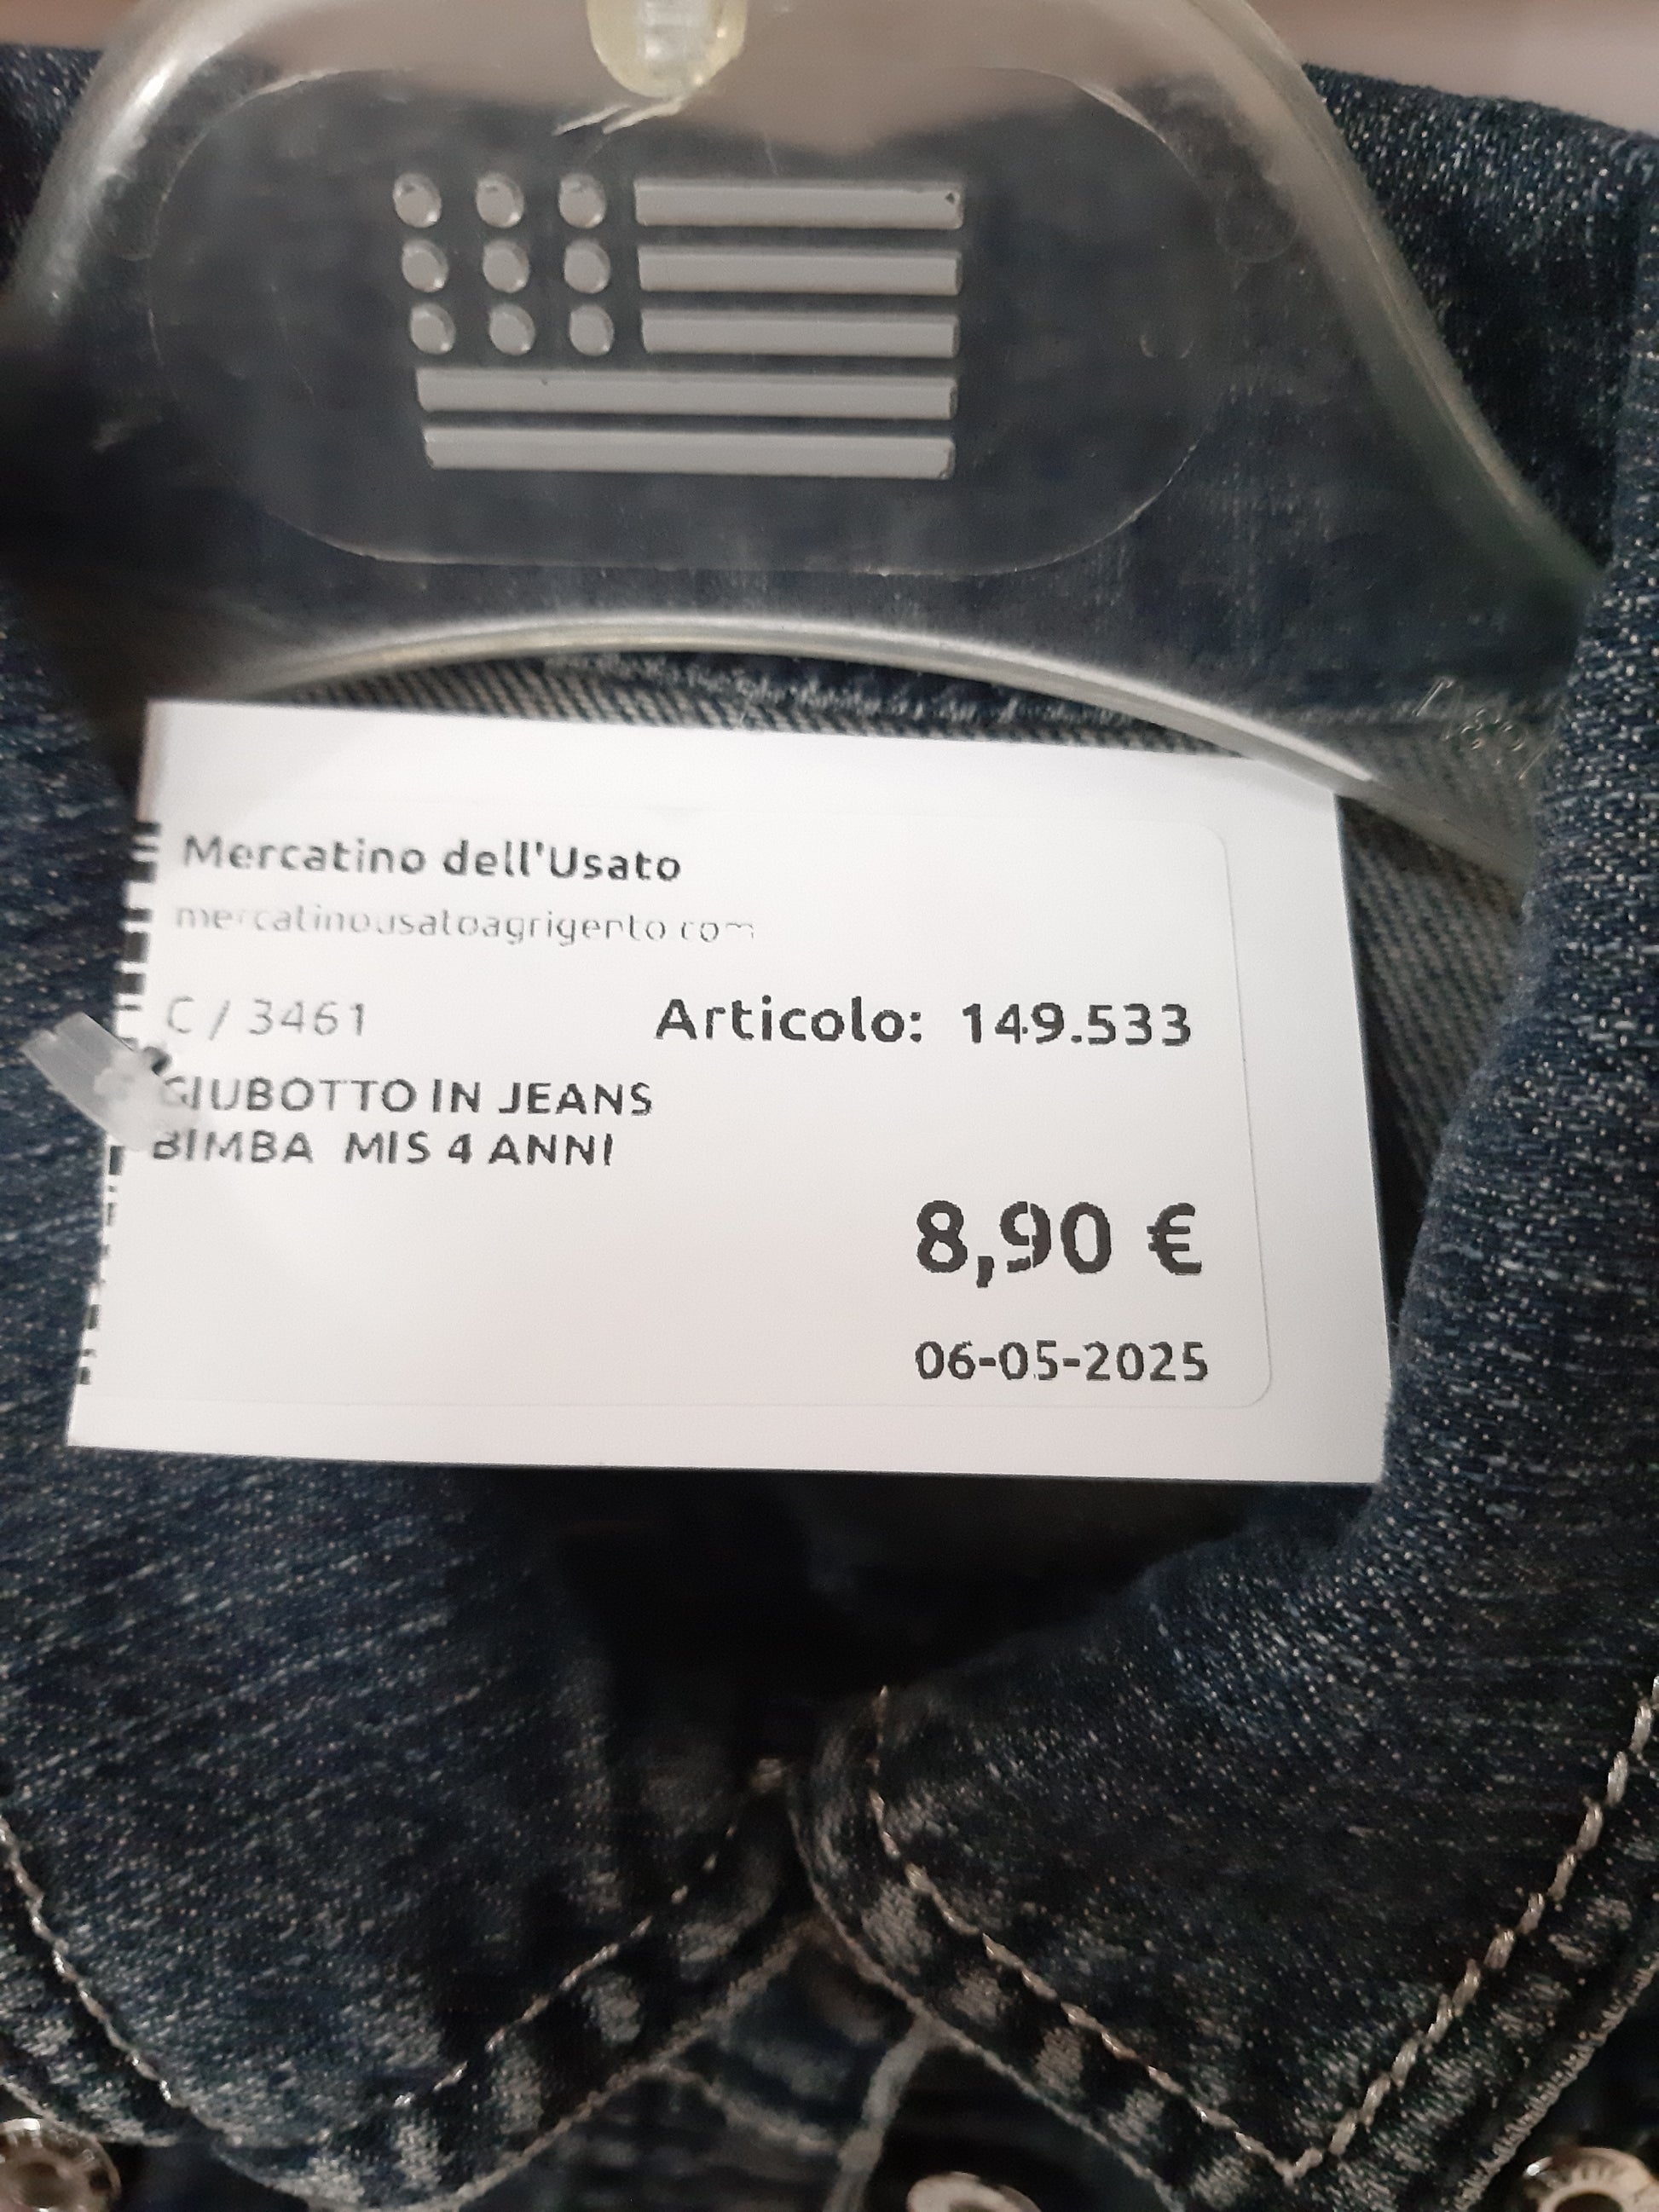 Mercatino dell'Usato
mercatinousatoagrigento.com
C / 3461 Articolo: 149.533
GIUBOTTO IN JEANS
BIMBA MIS 4 ANNI
8,90 €
06-05-2025